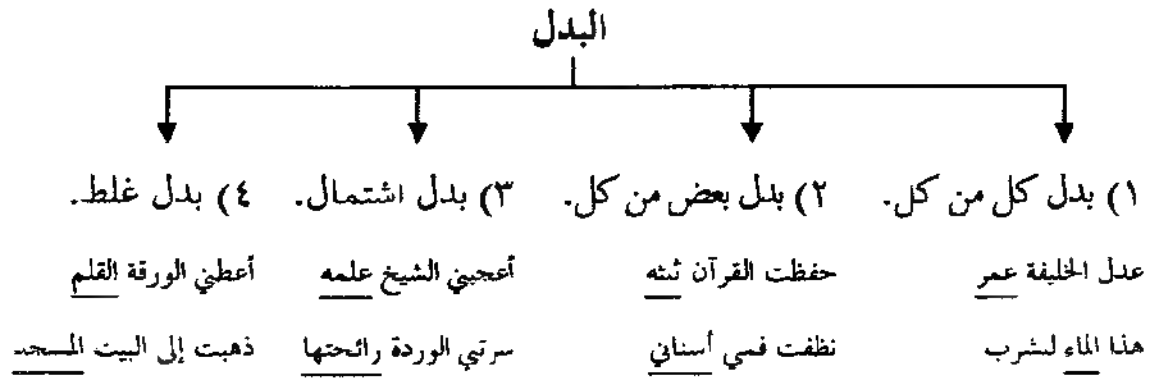 البدل
١) بدل كل من كل. ٢) بدل بعض من كل. ٣) بدل اشتمال. ٤) بدل غلط.
عدل الخليفة عمر حفظت القرآن ثلثه أعجبني الشيخ علمه أعطني الورقة القلم
هذا الماء لشرب نظفت فمي أسناني سرتني الوردة رائحتها ذهبت إلى البيت المسجد